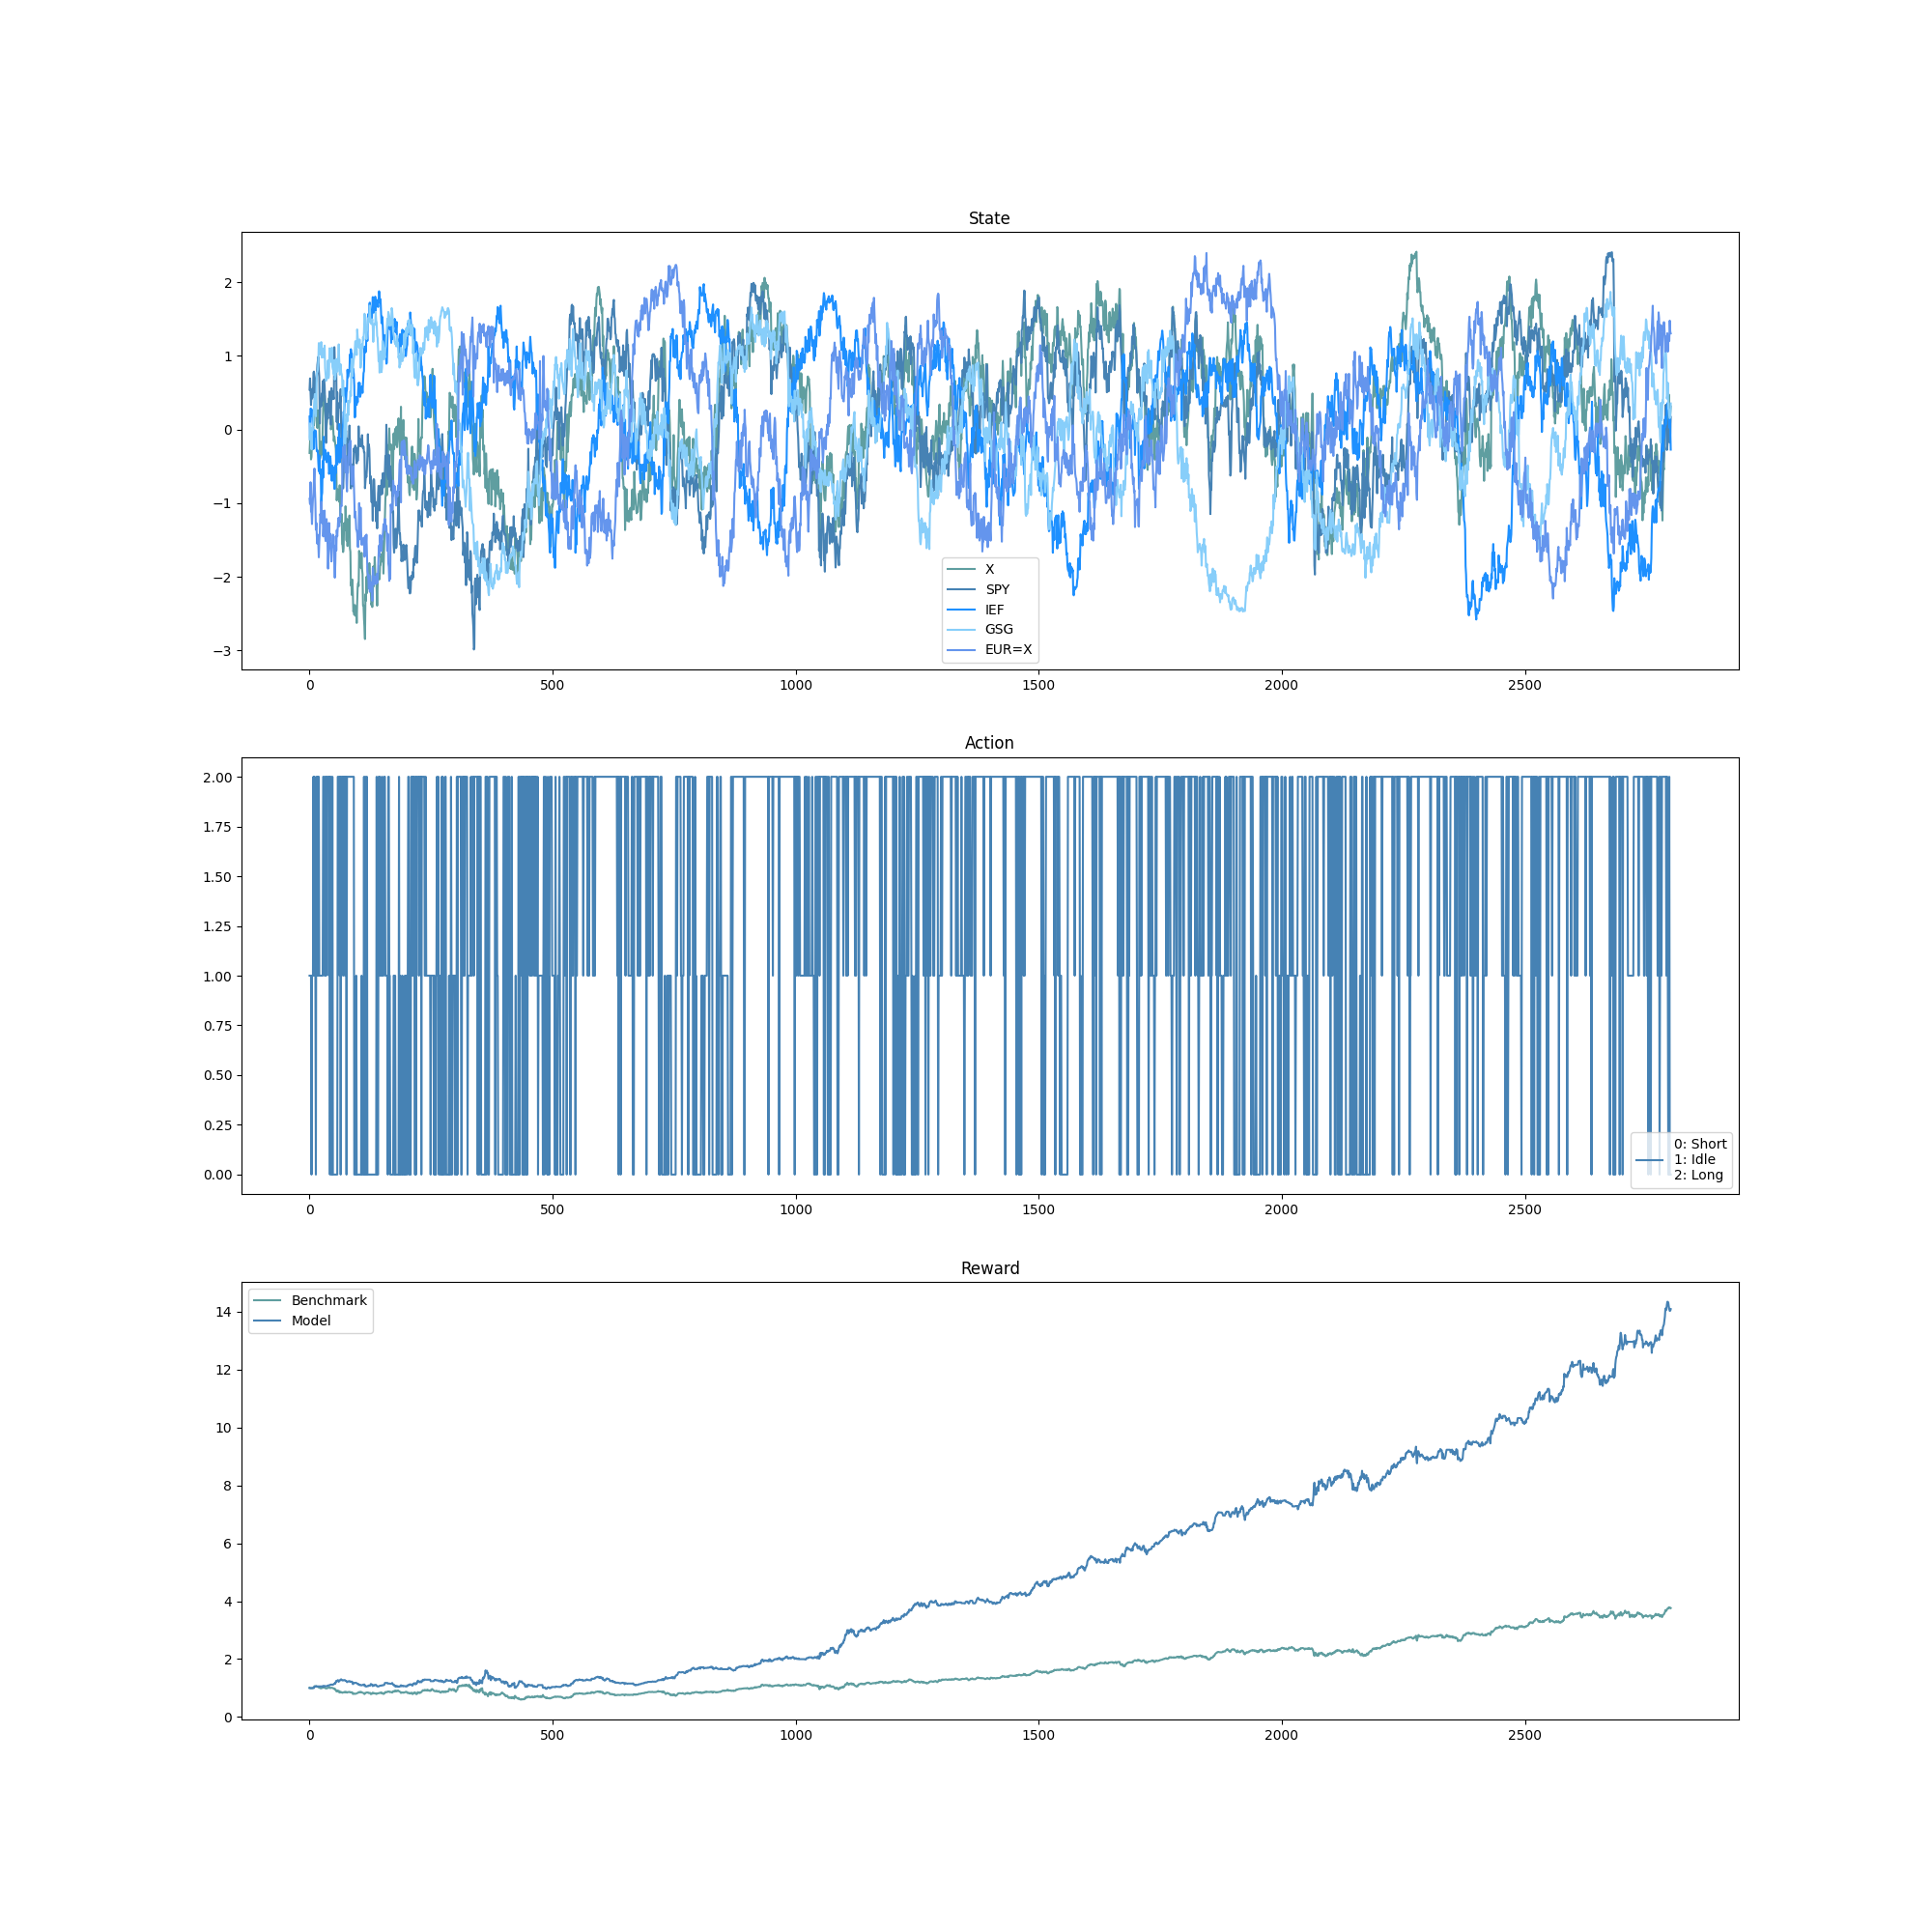 State
2
1
0
−1
−2
−3
X
SPY
IEF
GSG
EUR=X
0 500 1000 1500 2000 2500
Action
2.00
1.75
1.50
1.25
1.00
0.75
0.50
0.25
0.00
0: Short
1: Idle
2: Long
0 500 1000 1500 2000 2500
Reward
Benchmark
Model
14
12
10
8
6
4
2
0
0 500 1000 1500 2000 2500